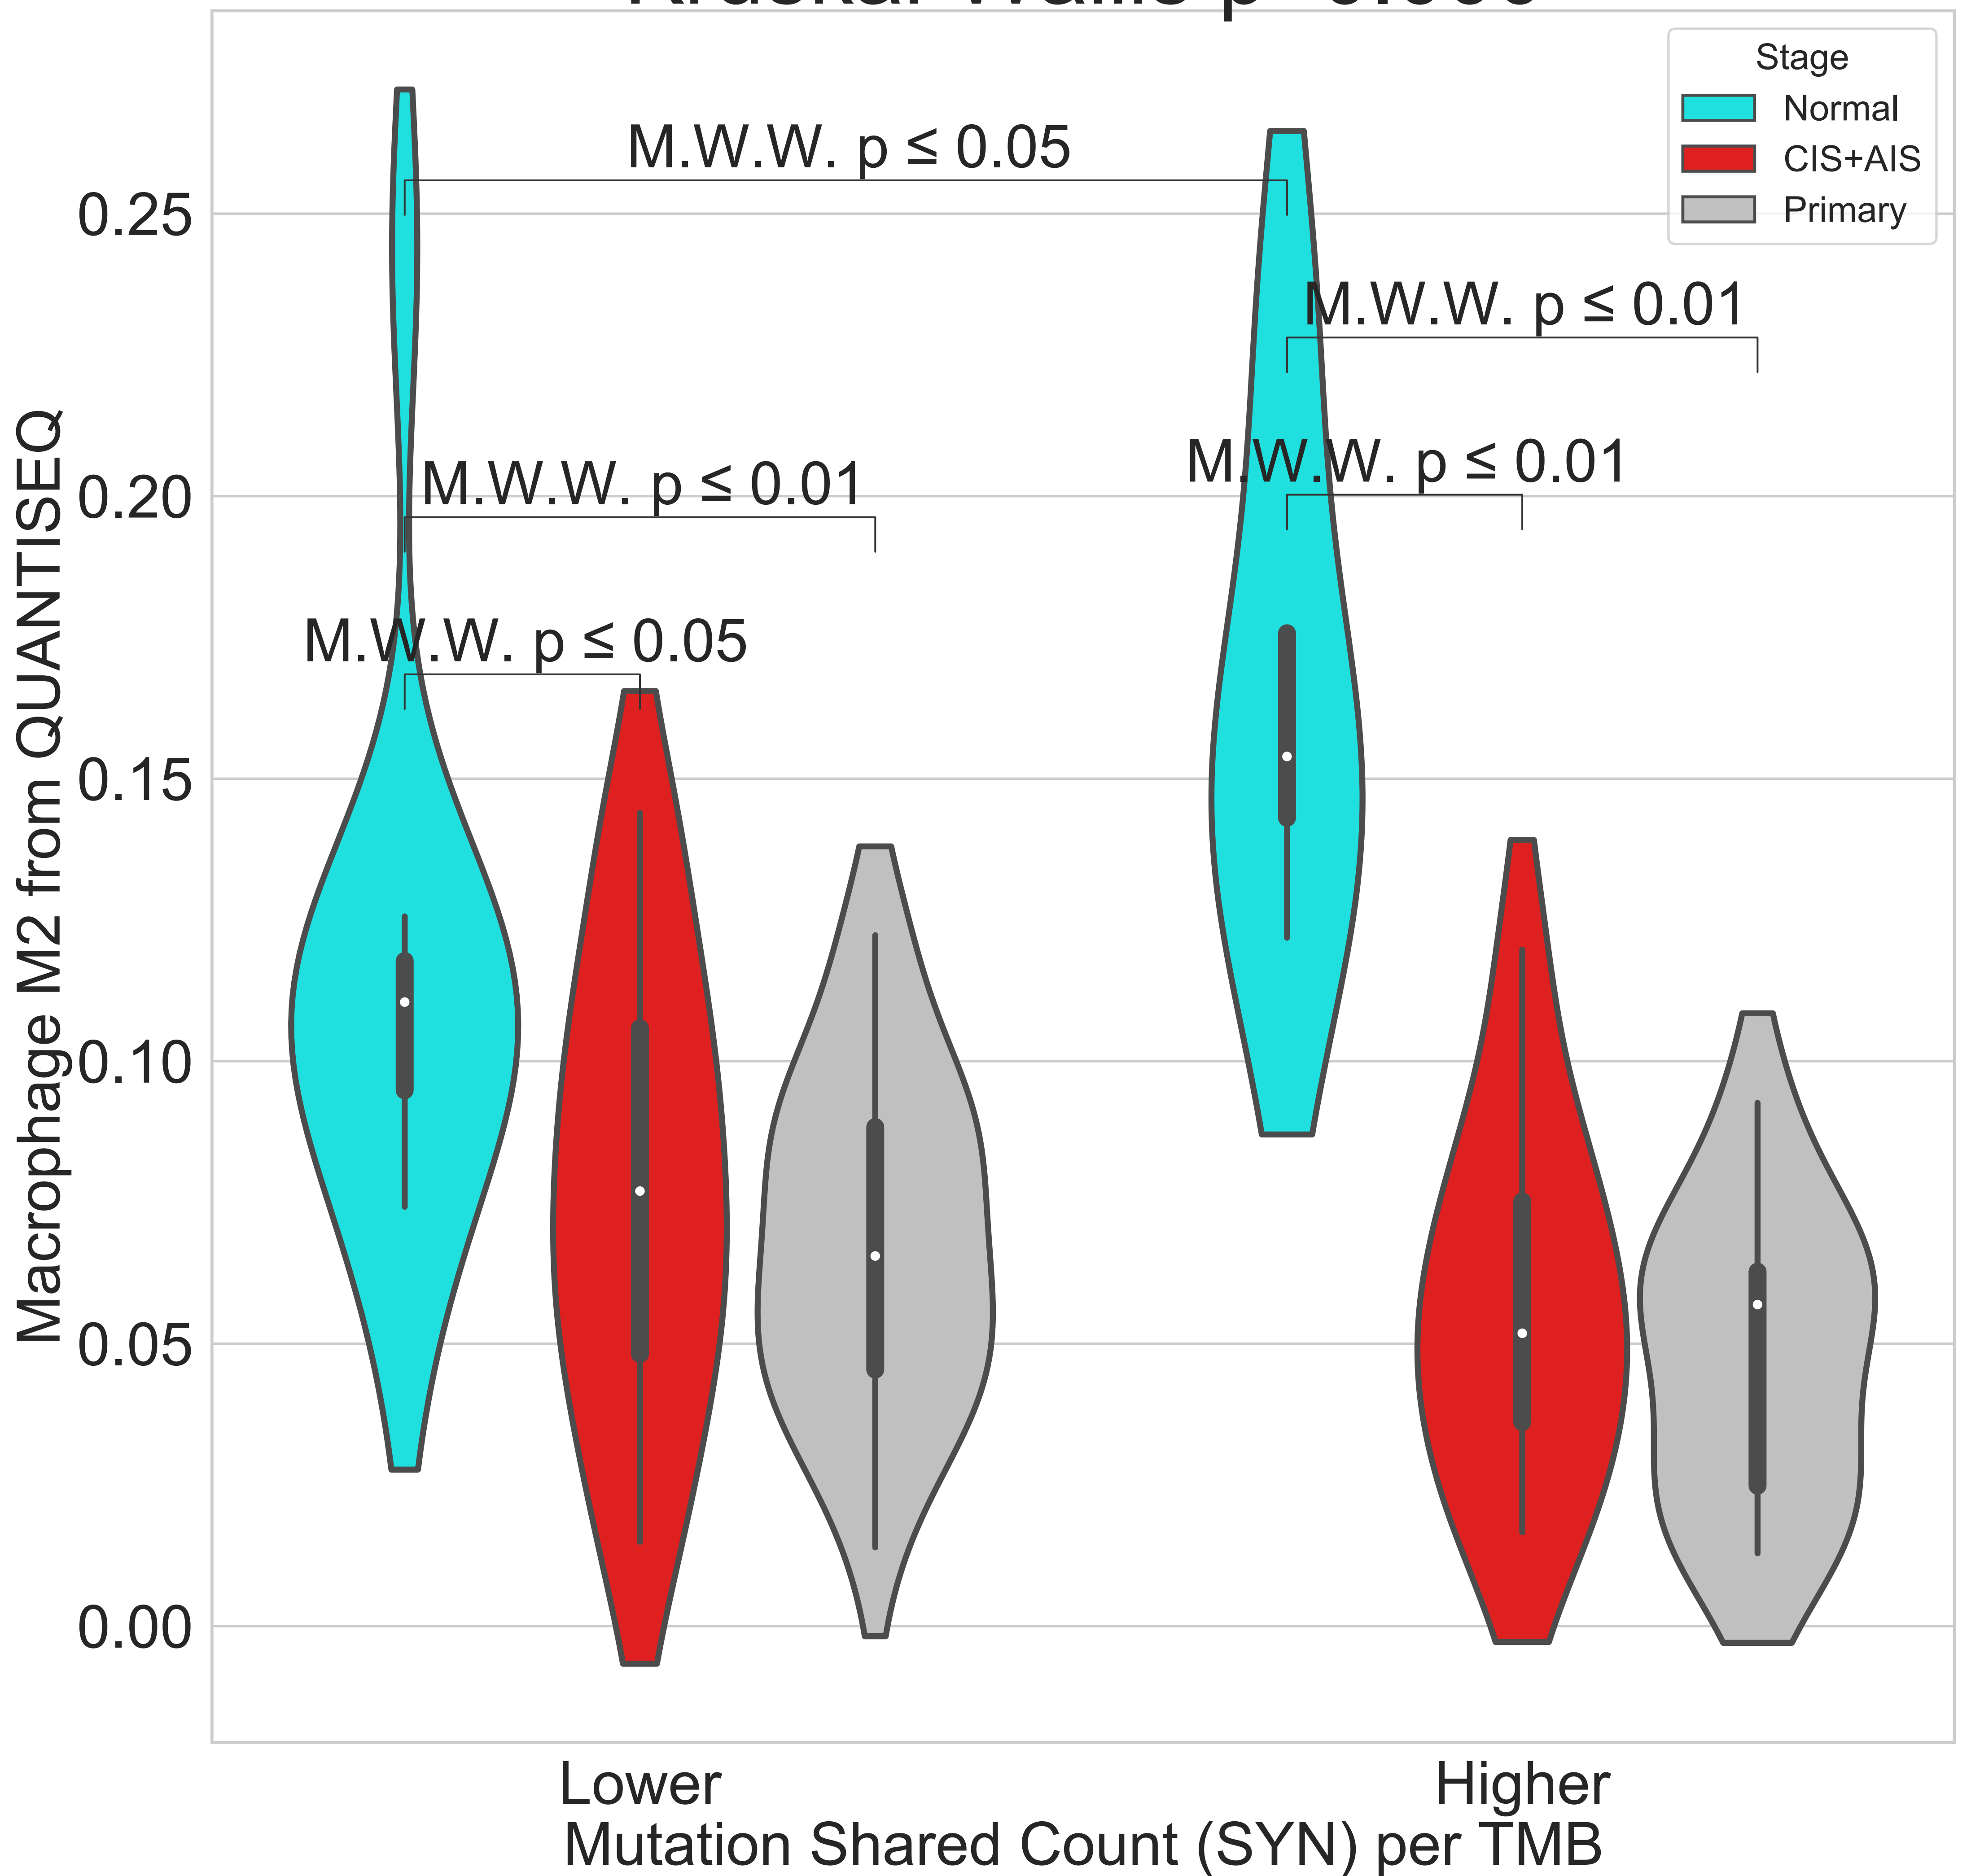 Stage
Normal
CIS+AIS
Primary
M.W.W. p ≤ 0.05
M.W.W. p ≤ 0.01
M.W.W. p ≤ 0.01
M.W.W. p ≤ 0.01
M.W.W. p ≤ 0.05
Macrophage M2 from QUANTISEQ
0.25
0.20
0.15
0.10
0.05
0.00
Lower
Higher
Mutation Shared Count (SYN) per TMB